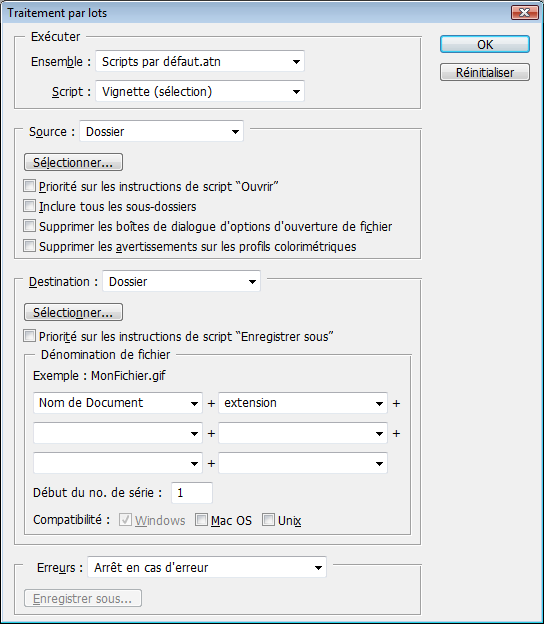 Traitement par lots
Exécuter
OK
Ensemble : Scripts par défaut.atn
Réinitialiser
Script : Vignette (sélection)
Source : Dossier
Sélectionner...
Priorité sur les instructions de script “Ouvrir”
Inclure tous les sous-dossiers
Supprimer les boîtes de dialogue d'options d'ouverture de fichier
Supprimer les avertissements sur les profils colorimétriques
Destination : Dossier
Sélectionner...
Priorité sur les instructions de script “Enregistrer sous”
Dénomination de fichier
Exemple : MonFichier.gif
Nom de Document + extension +
+ +
+
Début du no. de série : 1
Compatibilité : Windows Mac OS Unix
Erreurs : Arrêt en cas d'erreur
Enregistrer sous...